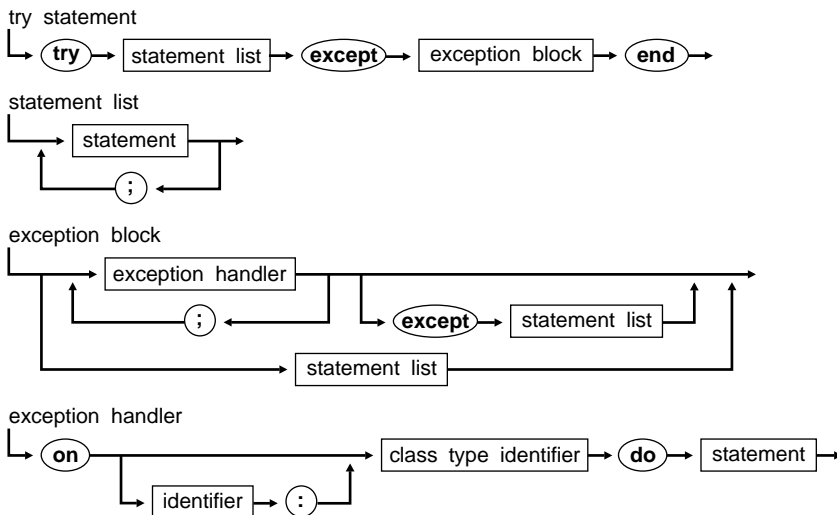 try statement
try statement list except exception block end
statement list
statement
;
exception block
exception handler
; except statement list
statement list
exception handler
on class type identifier do statement
identifier :